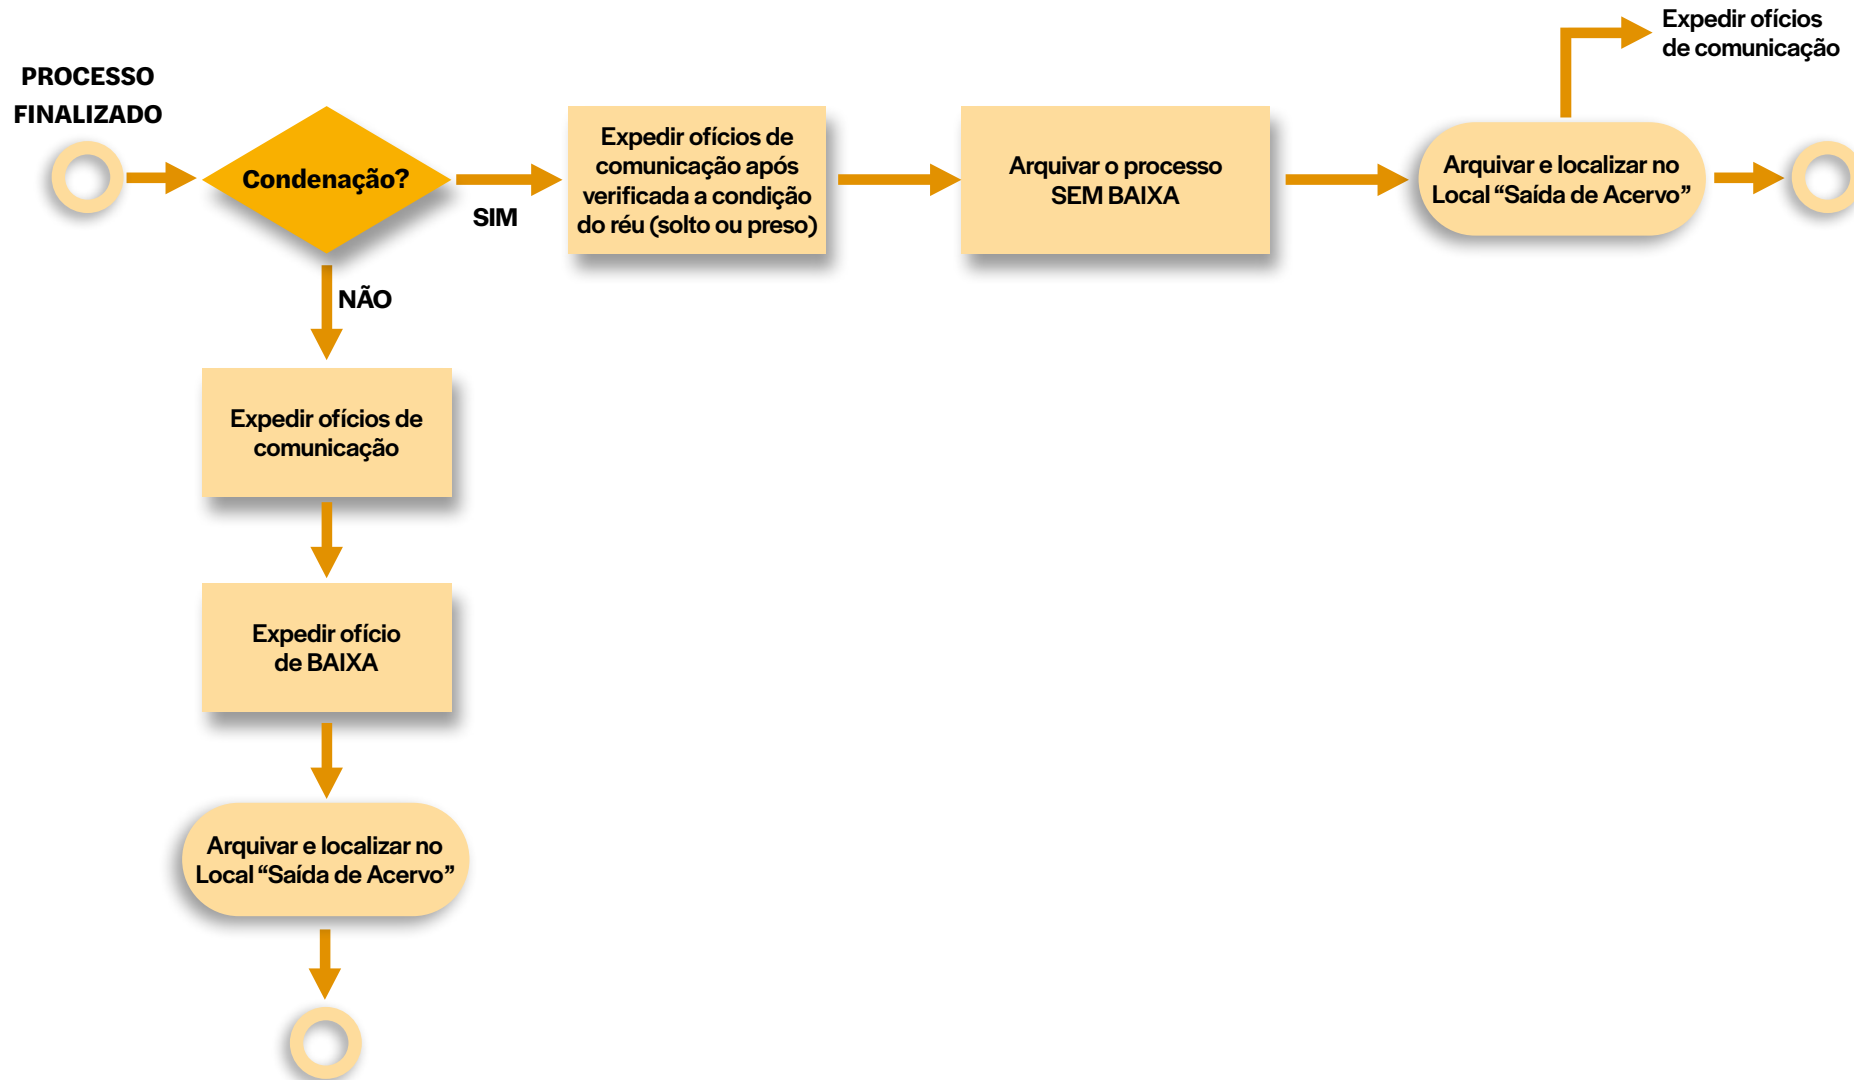 PROCESSO
FINALIZADO
Condenação?
SIM
Expedir ofícios de
comunicação após
verificada a condição
do réu (solto ou preso)
Arquivar o processo
SEM BAIXA
Arquivar e localizar no
Local “Saída de Acervo”
Expedir ofícios
de comunicação
NÃO
Expedir ofícios de
comunicação
Expedir ofício
de BAIXA
Arquivar e localizar no
Local “Saída de Acervo”